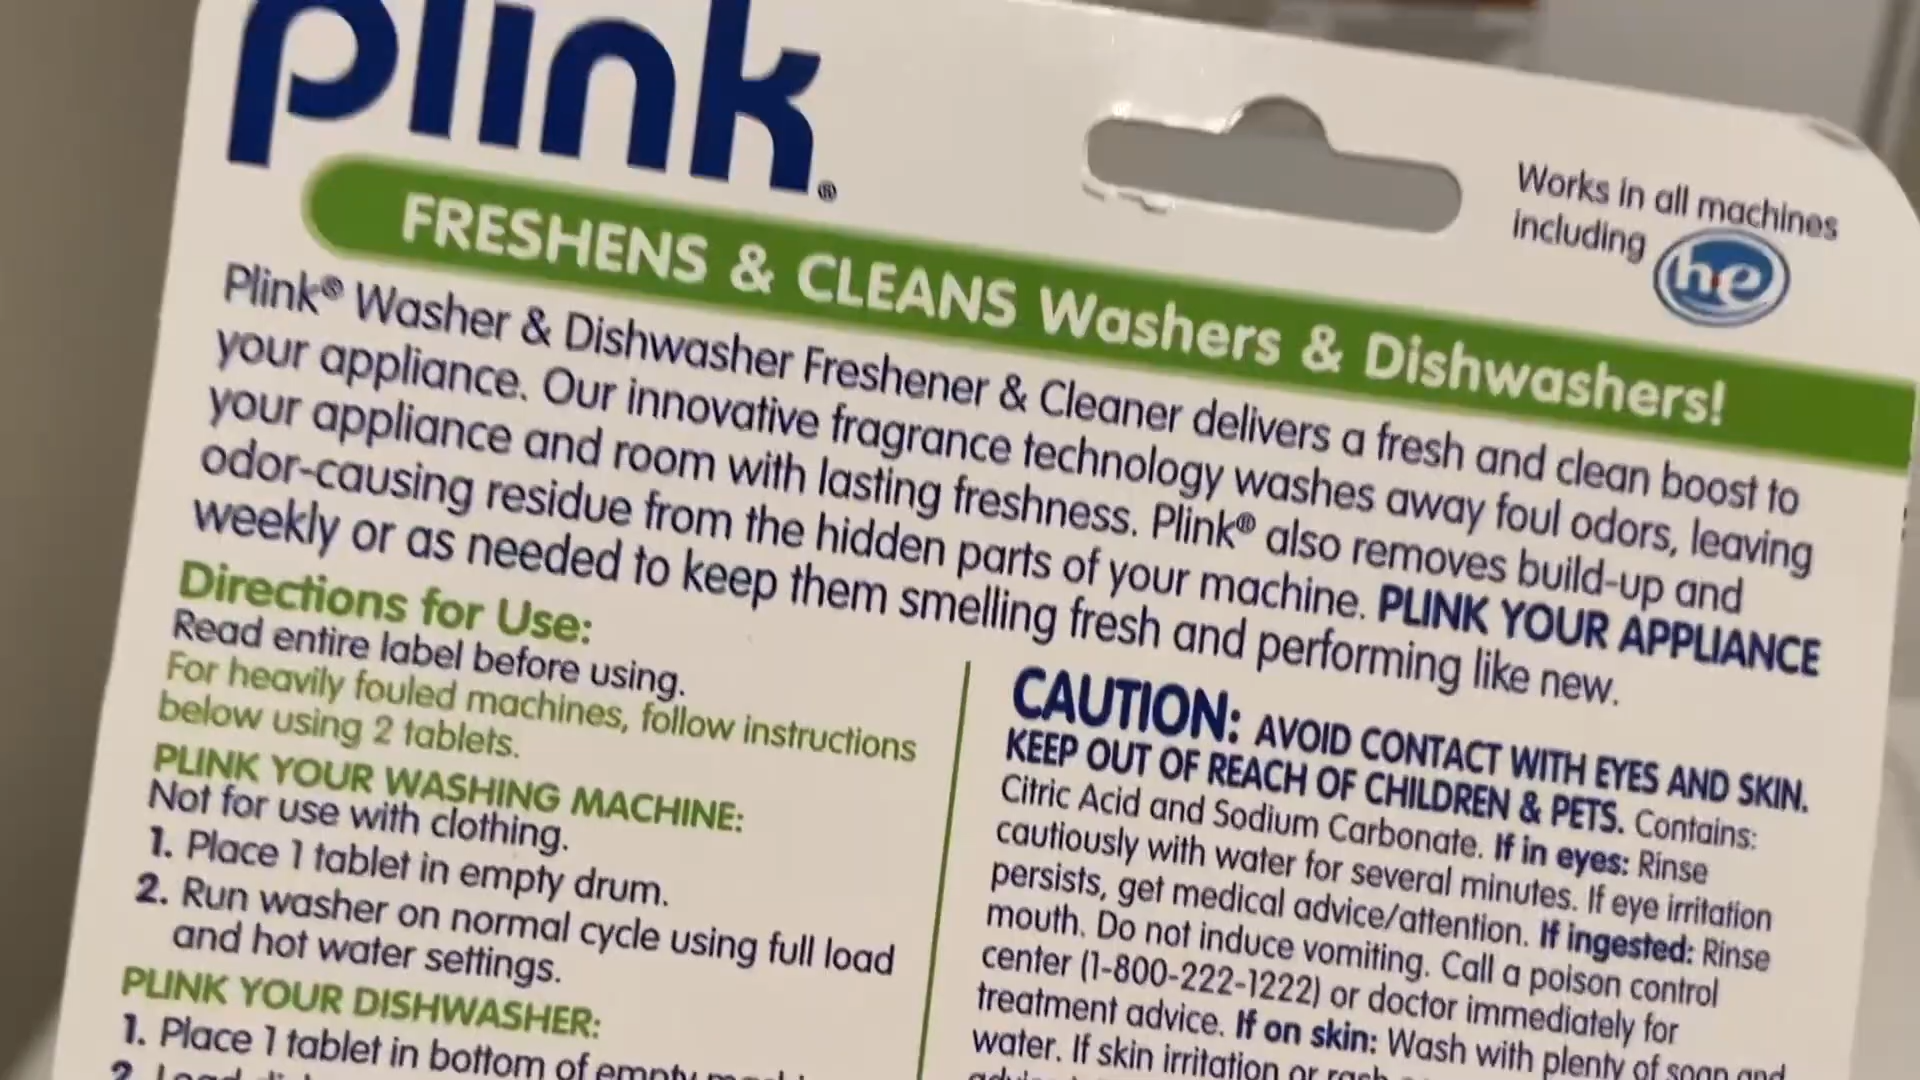 plink®
Works in all machines
including he
FRESHENS & CLEANS Washers & Dishwashers!
Plink® Washer & Dishwasher Freshener & Cleaner delivers a fresh and clean boost to
your appliance. Our innovative fragrance technology washes away foul odors, leaving
your appliance and room with lasting freshness. Plink® also removes build-up and
odor-causing residue from the hidden parts of your machine. PLINK YOUR APPLIANCE
weekly or as needed to keep them smelling fresh and performing like new.
Directions for Use:
Read entire label before using.
For heavily fouled machines, follow instructions
below using 2 tablets.
PLINK YOUR WASHING MACHINE:
Not for use with clothing.
1. Place 1 tablet in empty drum.
2. Run washer on normal cycle using full load
and hot water settings.
PLINK YOUR DISHWASHER:
1. Place 1 tablet in bottom of empty
2.
CAUTION: AVOID CONTACT WITH EYES AND SKIN.
KEEP OUT OF REACH OF CHILDREN & PETS. Contains:
Citric Acid and Sodium Carbonate. If in eyes: Rinse
cautiously with water for several minutes. If eye irritation
persists, get medical advice/attention. If ingested: Rinse
mouth. Do not induce vomiting. Call a poison control
center (1-800-222-1222) or doctor immediately for
treatment advice. If on skin: Wash with plenty of soap and
water. If skin irritation or